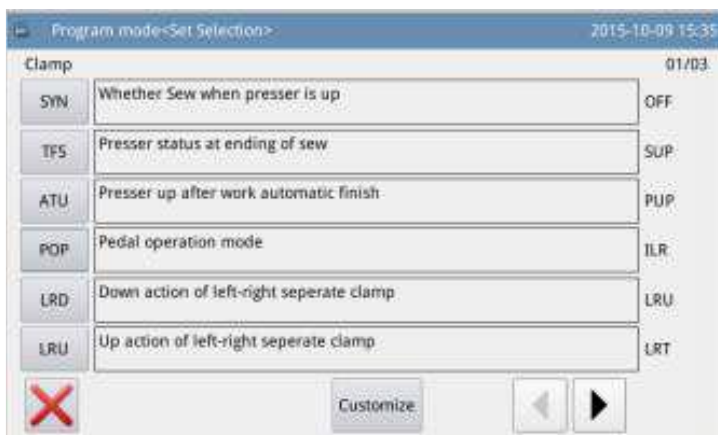 Program mode<Set Selection> 2015-10-09 15:35
Clamp 01/03
SYN Whether Sew when presser is up OFF
TFS Presser status at ending of sew SUP
ATU Presser up after work automatic finish PUP
POP Pedal operation mode ILR
LRD Down action of left-right seperate clamp LRU
LRU Up action of left-right seperate clamp LRT
Customize